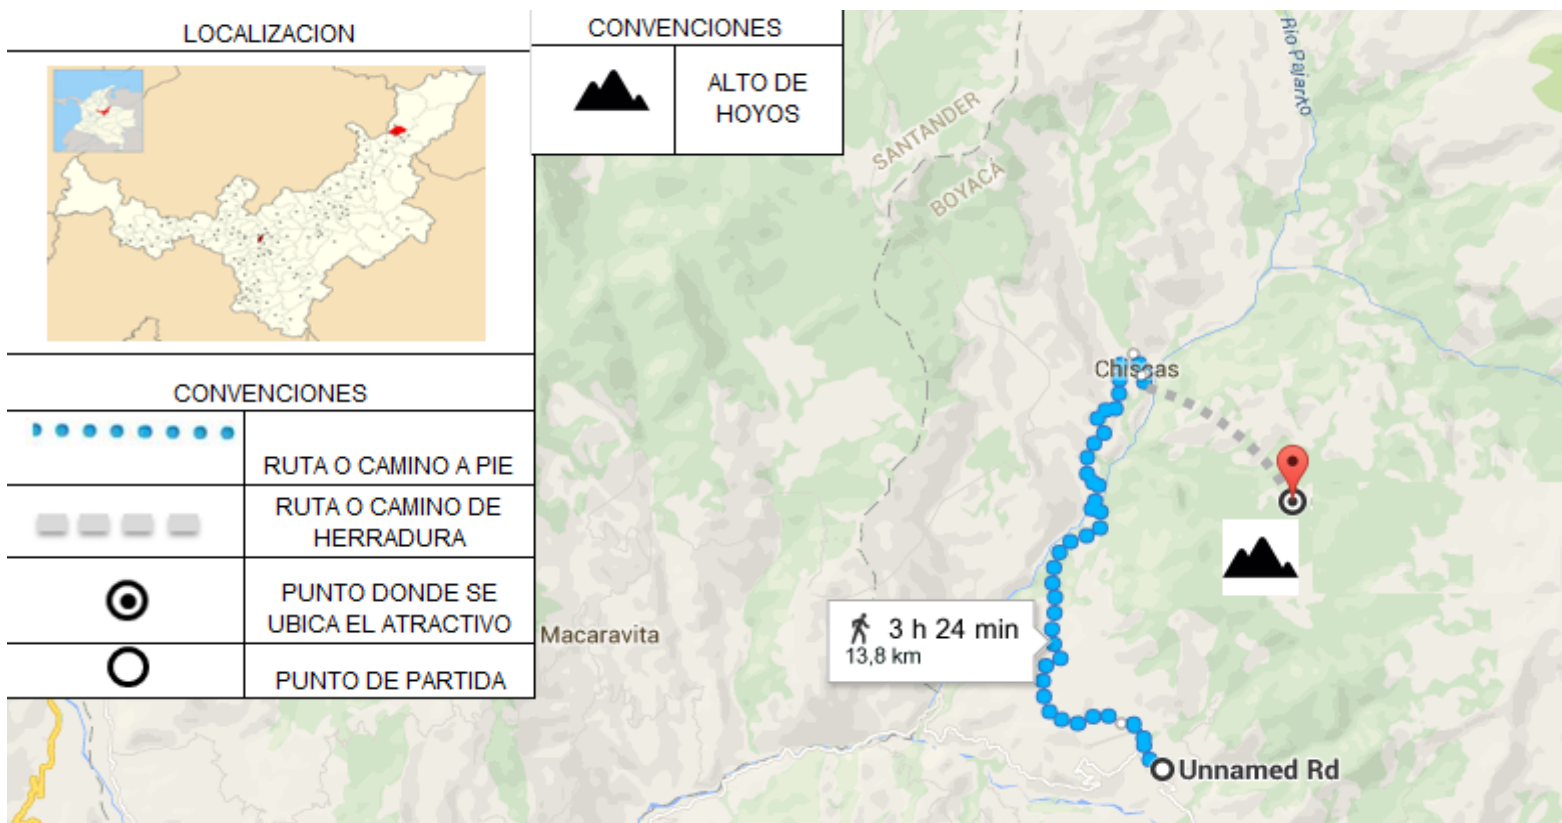 LOCALIZACION
CONVENCIONES
RUTA O CAMINO A PIE
RUTA O CAMINO DE
HERRADURA
PUNTO DONDE SE
UBICA EL ATRACTIVO
PUNTO DE PARTIDA
CONVENCIONES
ALTO DE
HOYOS
SANTANDER
BOYACÁ
Río Pajarito
Chiscas
Macaravita
3 h 24 min
13,8 km
Unnamed Rd